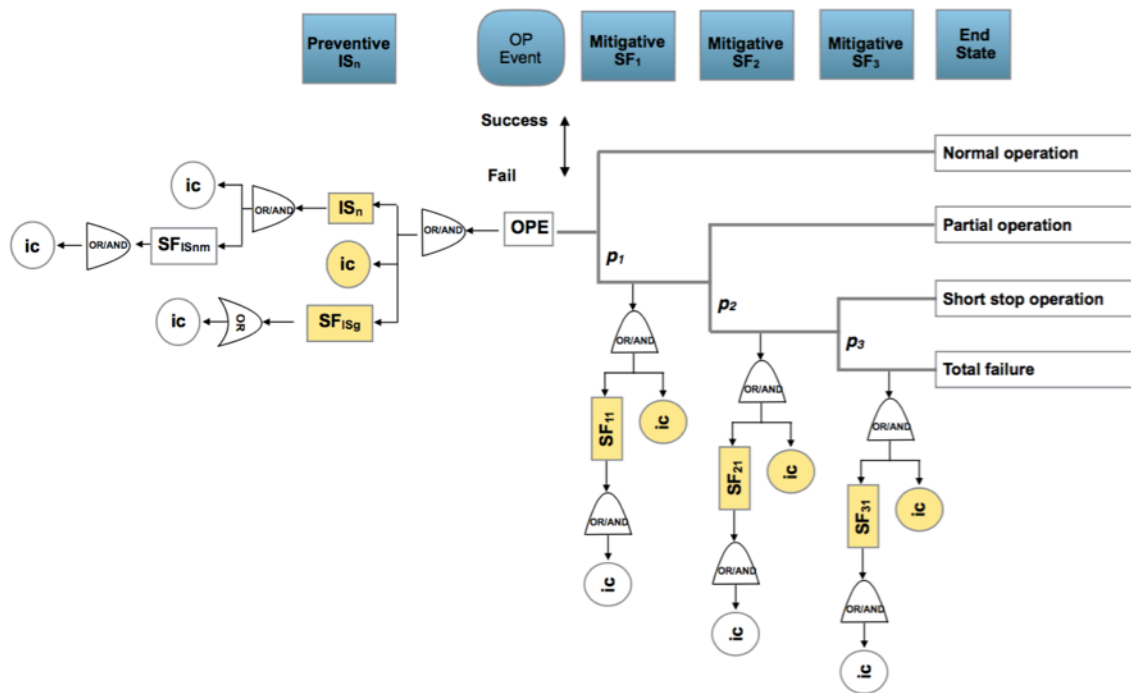 Preventive
ISₙ
OP
Event
Mitigative
SF₁
Mitigative
SF₂
Mitigative
SF₃
End
State
Success
Fail
Normal operation
Partial operation
Short stop operation
Total failure
ic
OR/AND
ISₙ
ic
OR/AND
SF_ISnm
OR/AND
OPE
ic
ic
OR
SF_ISg
p₁
p₂
p₃
OR/AND
SF₁₁
ic
OR/AND
ic
OR/AND
SF₂₁
ic
OR/AND
ic
OR/AND
SF₃₁
ic
OR/AND
ic